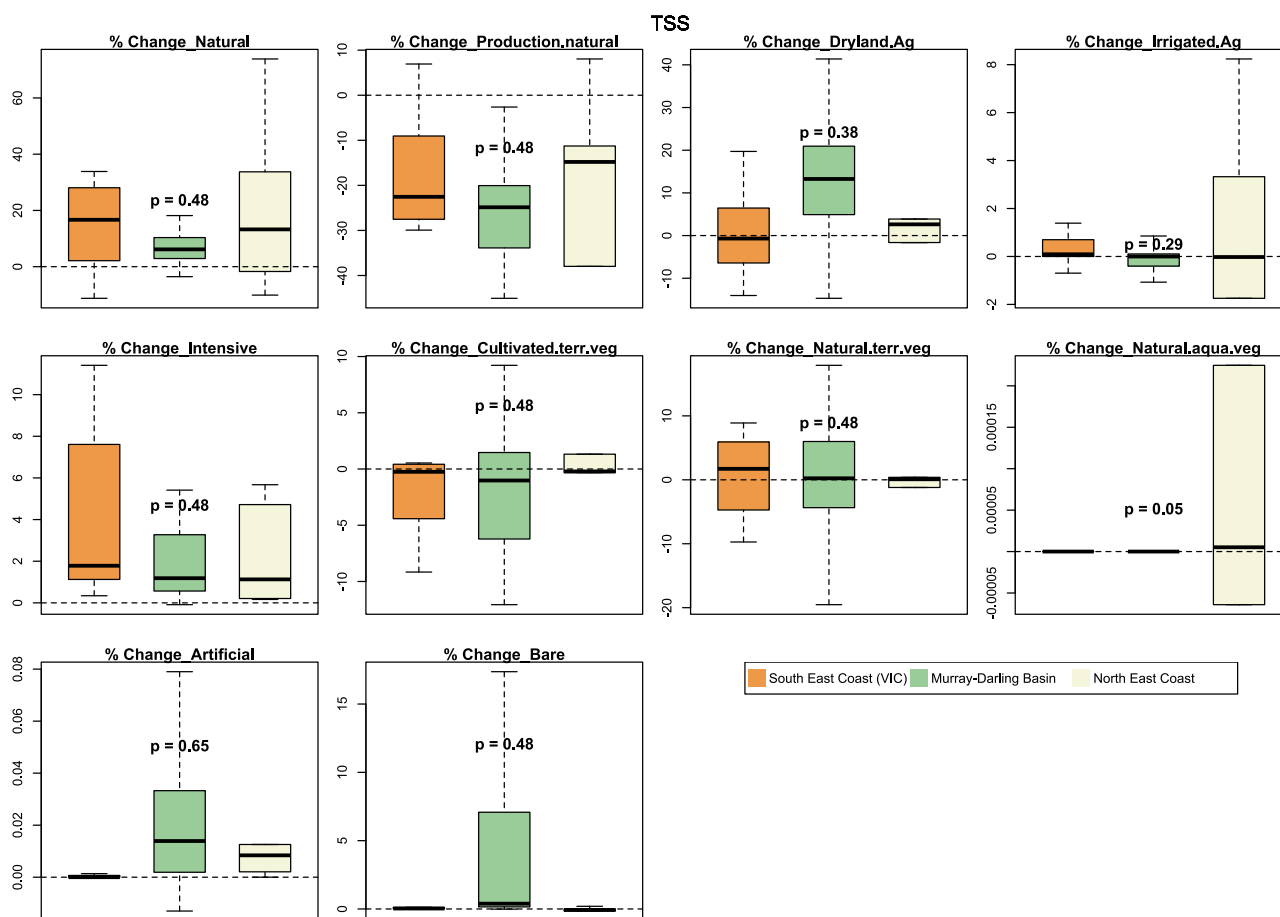 TSS
% Change_Natural
% Change_Production.natural
% Change_Dryland.Ag
% Change_Irrigated.Ag
60
40
20
0
p = 0.48
10
0
-10
-20
-30
-40
p = 0.48
40
30
20
10
0
-10
p = 0.38
8
6
4
2
0
-2
p = 0.29
% Change_Intensive
% Change_Cultivated.terr.veg
% Change_Natural.terr.veg
% Change_Natural.aqua.veg
10
8
6
4
2
0
p = 0.48
10
5
0
-5
-10
p = 0.48
10
0
-10
-20
p = 0.48
0.00015
0.00005
-0.00005
p = 0.05
% Change_Artificial
% Change_Bare
0.08
0.06
0.04
0.02
0.00
p = 0.65
15
10
5
0
p = 0.48
South East Coast (VIC) Murray-Darling Basin North East Coast